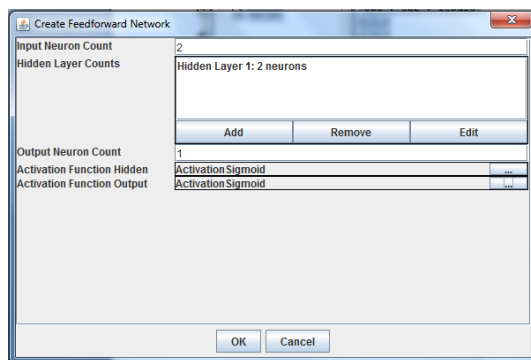 Create Feedforward Network
Input Neuron Count 2
Hidden Layer Counts Hidden Layer 1: 2 neurons
Add Remove Edit
Output Neuron Count 1
Activation Function Hidden ActivationSigmoid ...
Activation Function Output ActivationSigmoid ...
OK Cancel